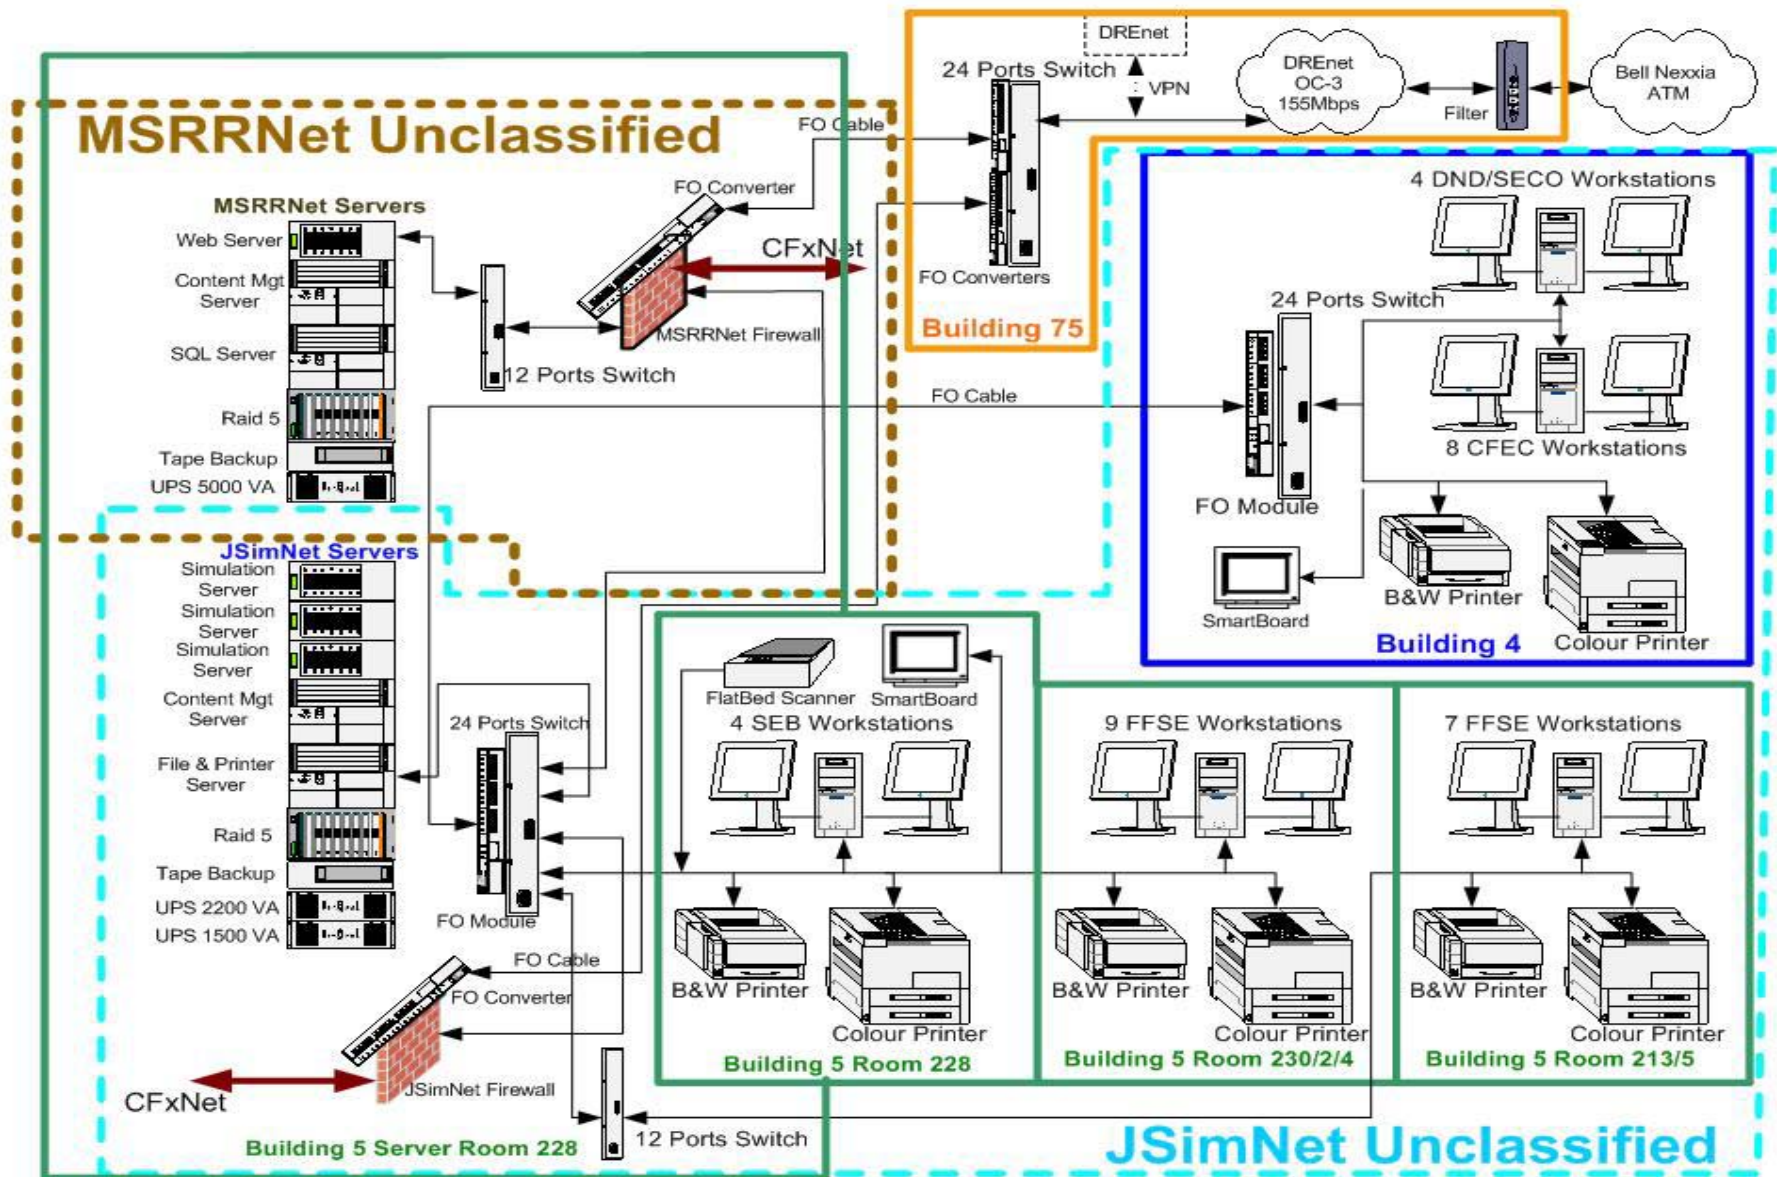 DREnet
24 Ports Switch
VPN
DREnet
OC-3
155Mbps
Filter
Bell Nexxia
ATM
FO Cable
MSRRNet Unclassified
FO Converter
MSRRNet Servers
Web Server
CFxNet
Content Mgt
Server
FO Converters
SQL Server
MSRRNet Firewall
Building 75
12 Ports Switch
Raid 5
Tape Backup
UPS 5000 VA
4 DND/SECO Workstations
24 Ports Switch
FO Cable
8 CFEC Workstations
FO Module
SmartBoard
B&W Printer
Colour Printer
Building 4
JSimNet Servers
Simulation
Server
Simulation
Server
Simulation
Server
Content Mgt
Server
File & Printer
Server
Raid 5
Tape Backup
UPS 2200 VA
UPS 1500 VA
24 Ports Switch
FO Module
FO Cable
FO Converter
JSimNet Firewall
CFxNet
12 Ports Switch
Building 5 Server Room 228
FlatBed Scanner
SmartBoard
4 SEB Workstations
B&W Printer
Colour Printer
Building 5 Room 228
9 FFSE Workstations
B&W Printer
Colour Printer
Building 5 Room 230/2/4
7 FFSE Workstations
B&W Printer
Colour Printer
Building 5 Room 213/5
JSimNet Unclassified